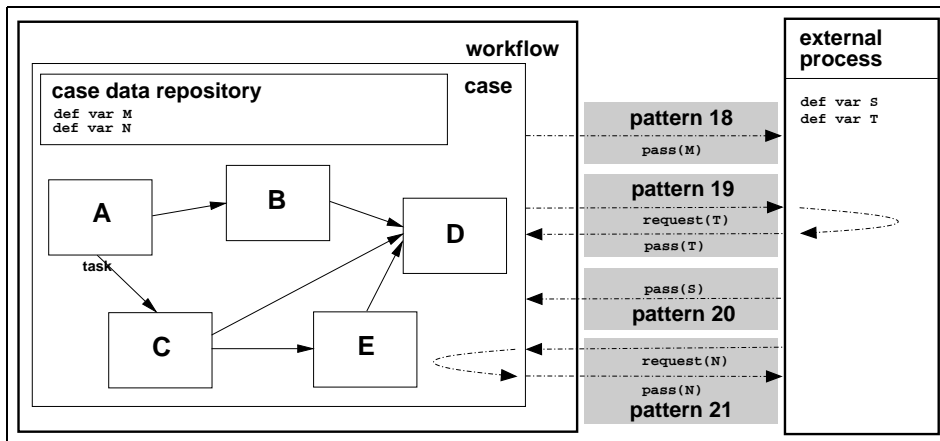 workflow
case
case data repository
def var M
def var N
A
task
B
C
D
E
pattern 18
pass(M)
pattern 19
request(T)
pass(T)
pass(S)
pattern 20
request(N)
pass(N)
pattern 21
external
process
def var S
def var T